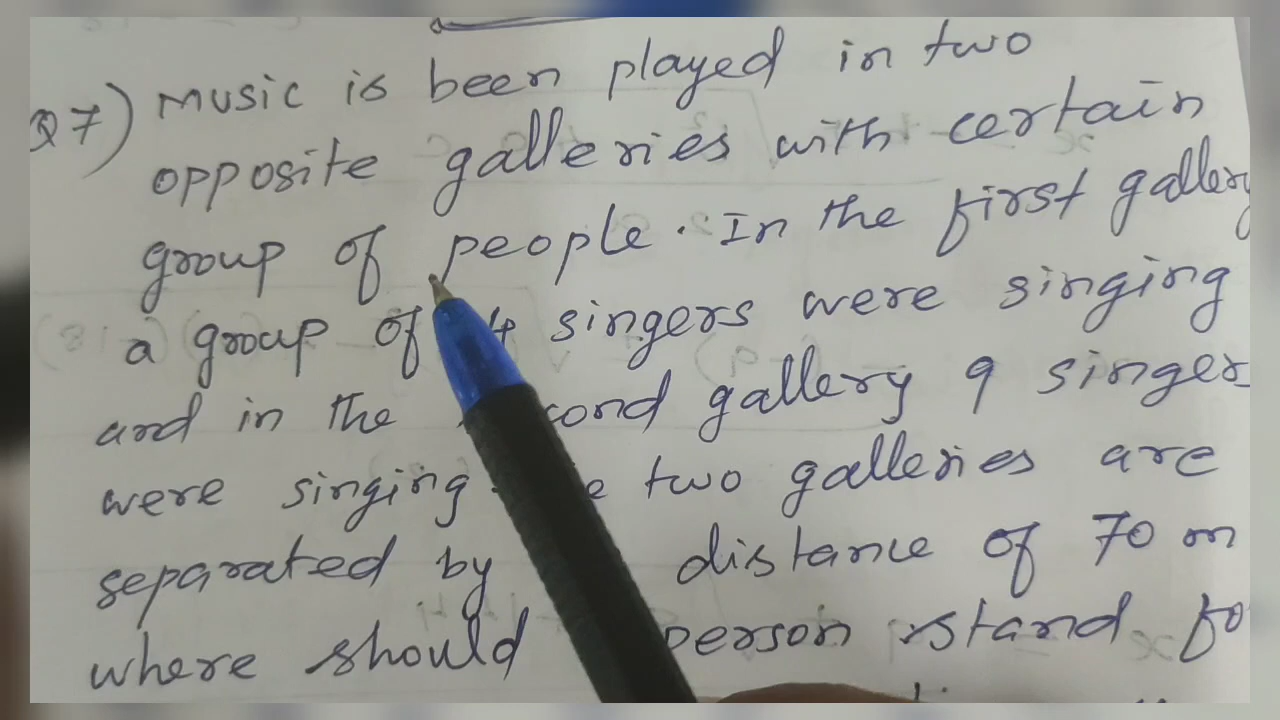 Q7) Music is been played in two
opposite galleries with certain
group of people. In the first gallery
a group of 4 singers were singing
and in the cond gallery 9 singer
were singing. e two galleries are
separated by distance of 70 m
where should person stand fo